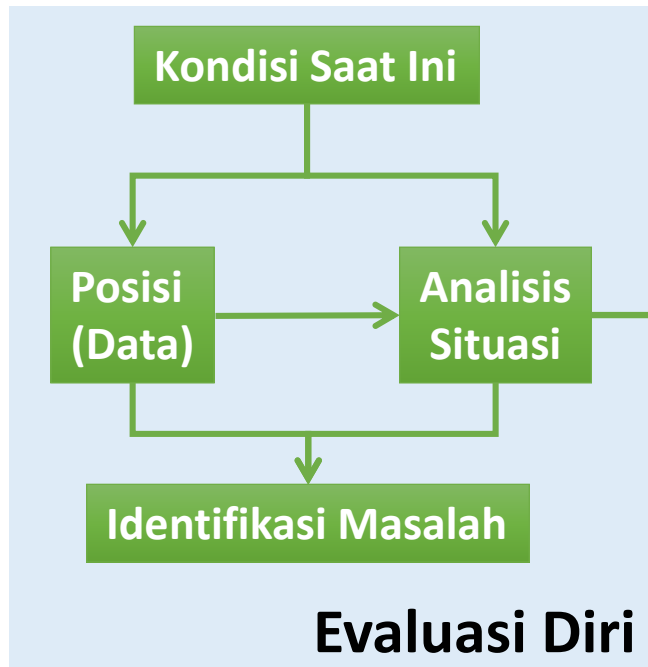 Kondisi Saat Ini
Posisi
(Data)
Analisis
Situasi
Identifikasi Masalah
Evaluasi Diri